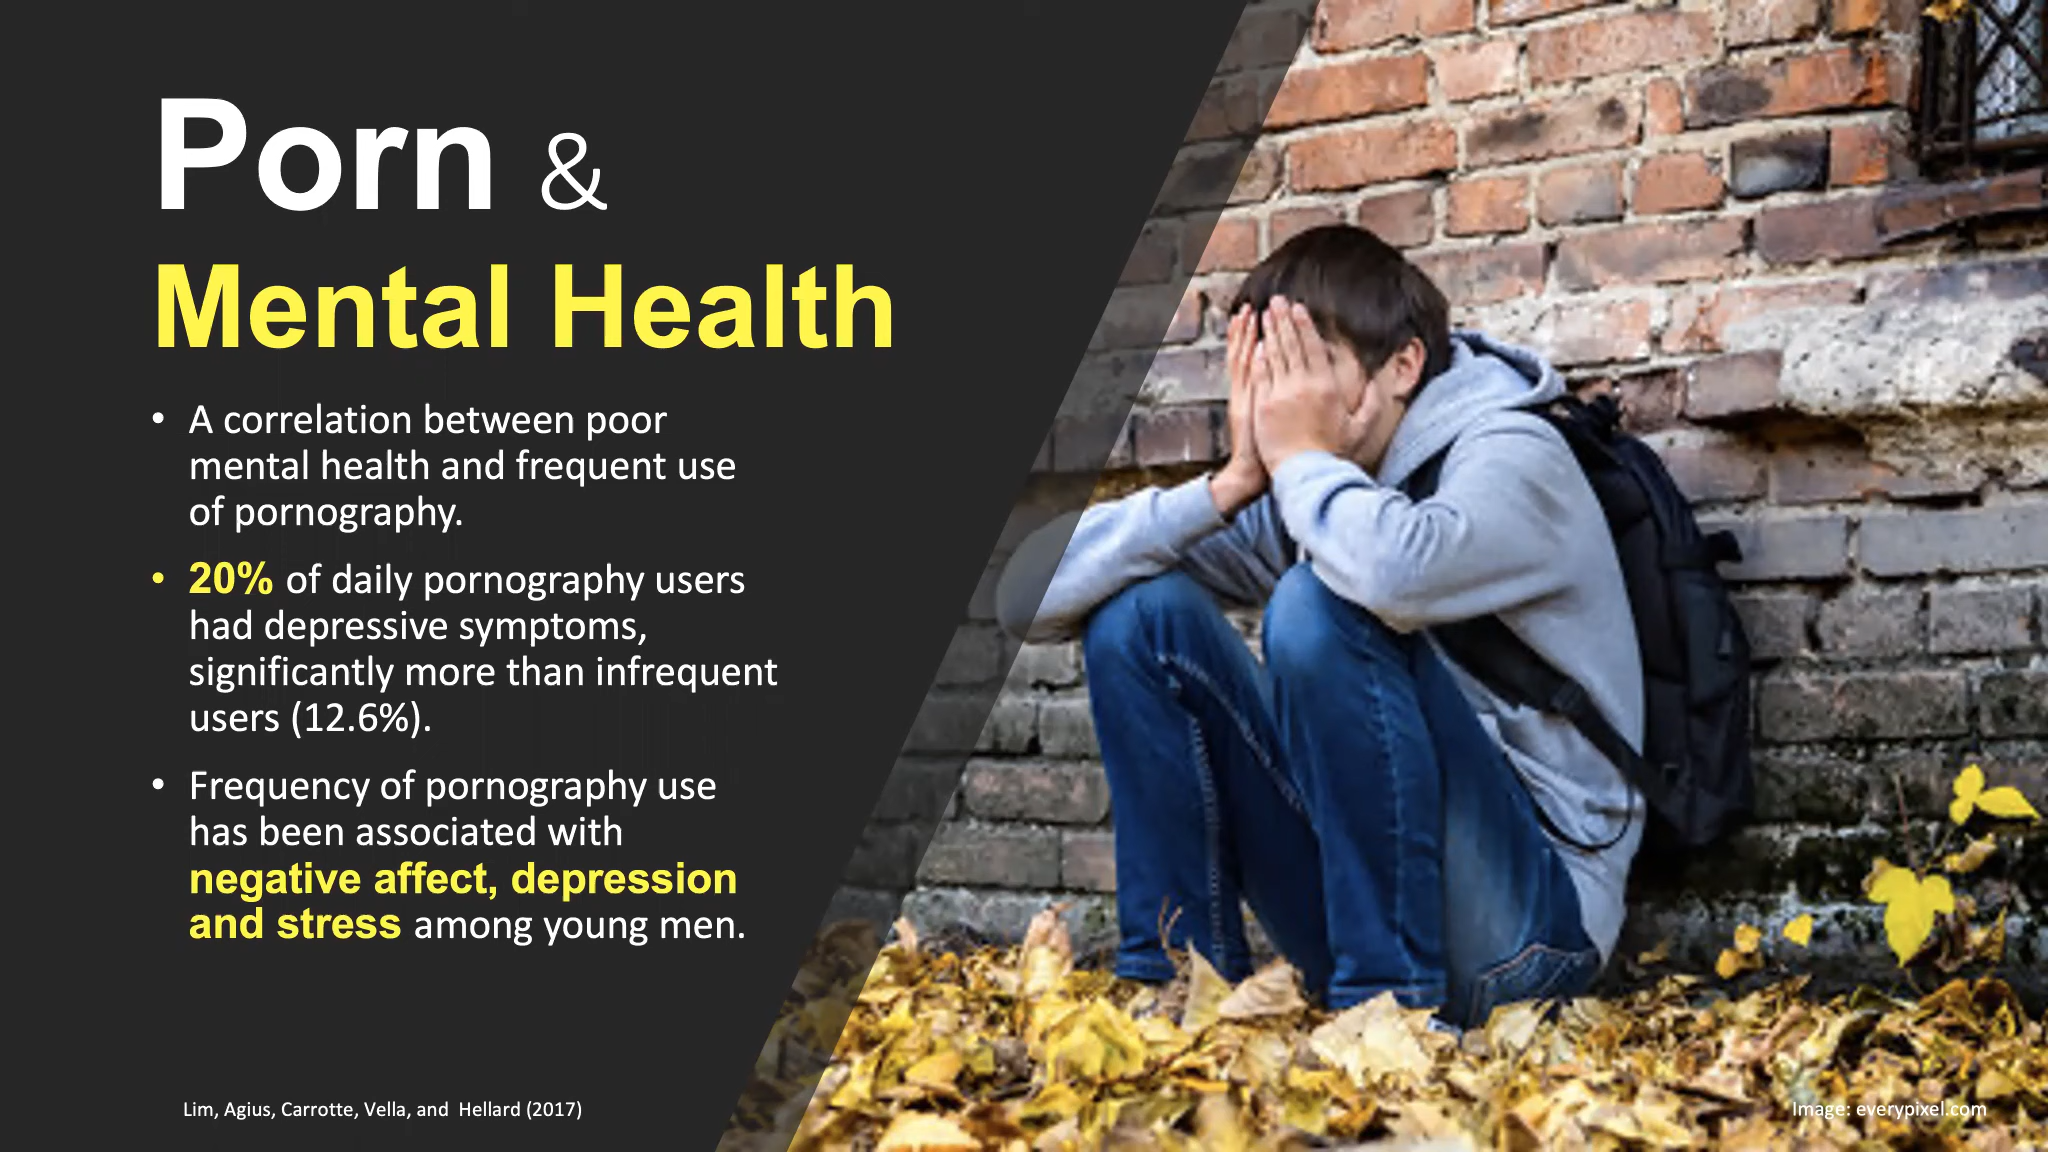 Porn &
Mental Health
• A correlation between poor
mental health and frequent use
of pornography.
• 20% of daily pornography users
had depressive symptoms,
significantly more than infrequent
users (12.6%).
• Frequency of pornography use
has been associated with
negative affect, depression
and stress among young men.
Lim, Agius, Carrotte, Vella, and Hellard (2017)
Image: everypixel.com